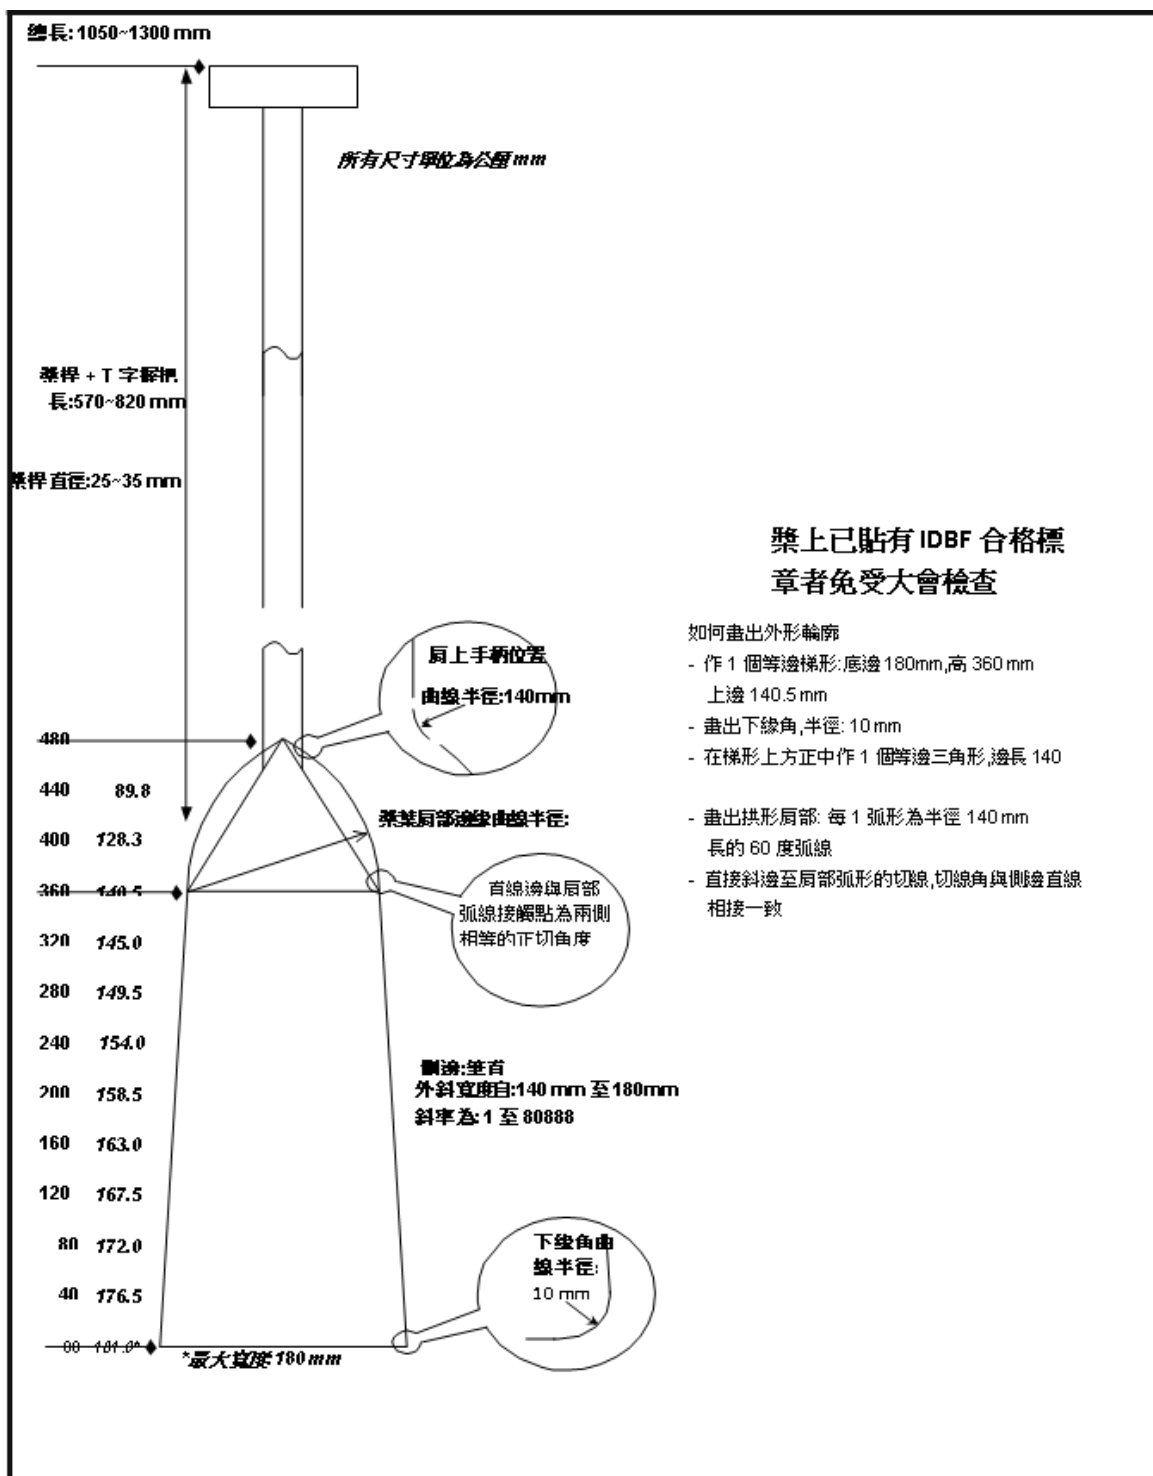 總長:1050~1300 mm
所有尺寸單位為公厘 mm
槳桿 + T 字握把
長:570~820 mm
槳桿直徑:25~35 mm
槳上已貼有 IDBF 合格標
章者免受大會檢查
如何畫出外形輪廓
- 作 1 個等邊梯形:底邊 180mm,高 360 mm
上邊 140.5 mm
- 畫出下緣角,半徑: 10 mm
- 在梯形上方正中作 1 個等邊三角形,邊長 140
- 畫出拱形肩部: 每 1 弧形為半徑 140 mm
長的 60 度弧線
- 直接斜邊至肩部弧形的切線,切線角與側邊直線
相接一致
肩上手柄位置
曲線半徑:140mm
480
440 89.8
槳葉肩部邊緣曲線半徑:
400 128.3
360 140.5
直線邊與肩部
弧線接觸點為兩側
相等的正切角度
320 145.0
280 149.5
240 154.0
側邊:筆直
外斜寬度自:140 mm 至 180mm
斜率為:1 至 80888
200 158.5
160 163.0
120 167.5
80 172.0
40 176.5
下緣角曲
線半徑:
10 mm
00 181.0*
*最大寬度 180 mm